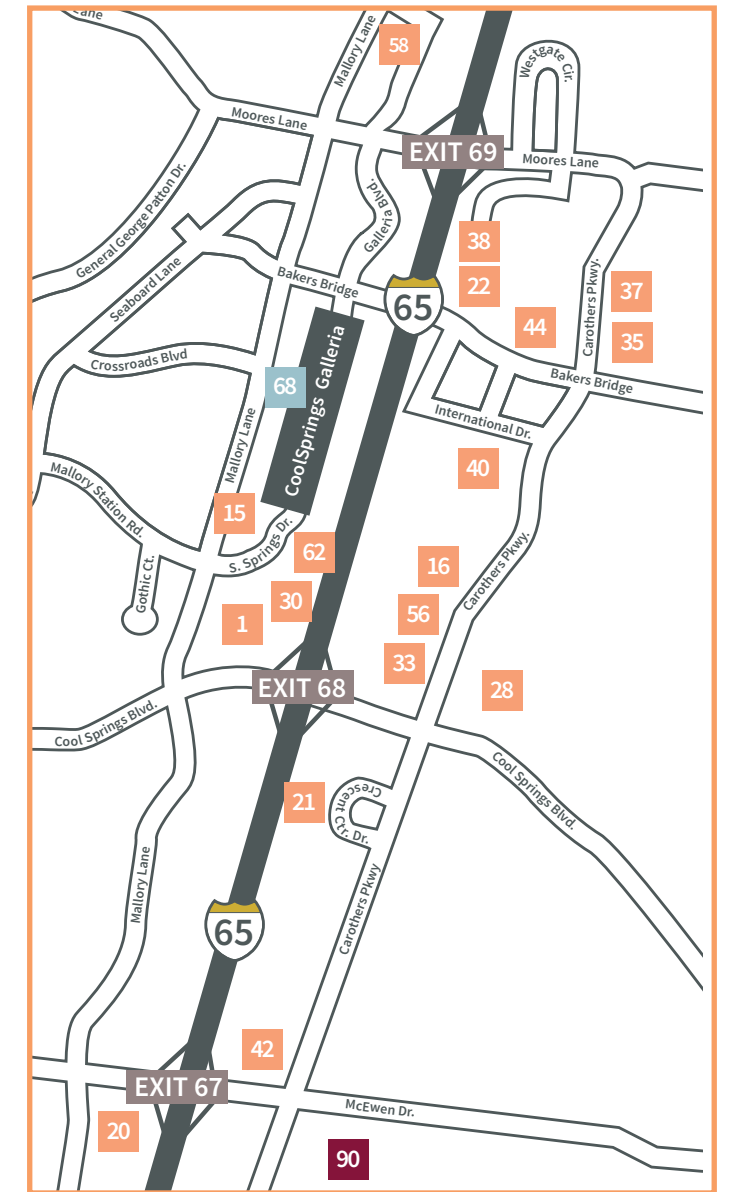 ane
Mallory Lane
58
Westgate Cir.
Moores Lane
EXIT 69
Moores Lane
General George Patton Dr.
Galleria Blvd.
38
Seaboard Lane
Bakers Bridge
22
37
65
Carothers Pkwy.
44
35
Crossroads Blvd
68
CoolSprings Galleria
Bakers Bridge
International Dr.
Mallory Lane
40
Mallory Station Rd.
15
S. Springs Dr.
62
16
Carothers Pkwy.
Gothic Ct.
30
56
1
33
EXIT 68
28
Cool Springs Blvd.
Cool Springs Blvd.
21
Crescent Ctr. Dr.
Mallory Lane
Carothers Pkwy
65
42
EXIT 67
McEwen Dr.
20
90